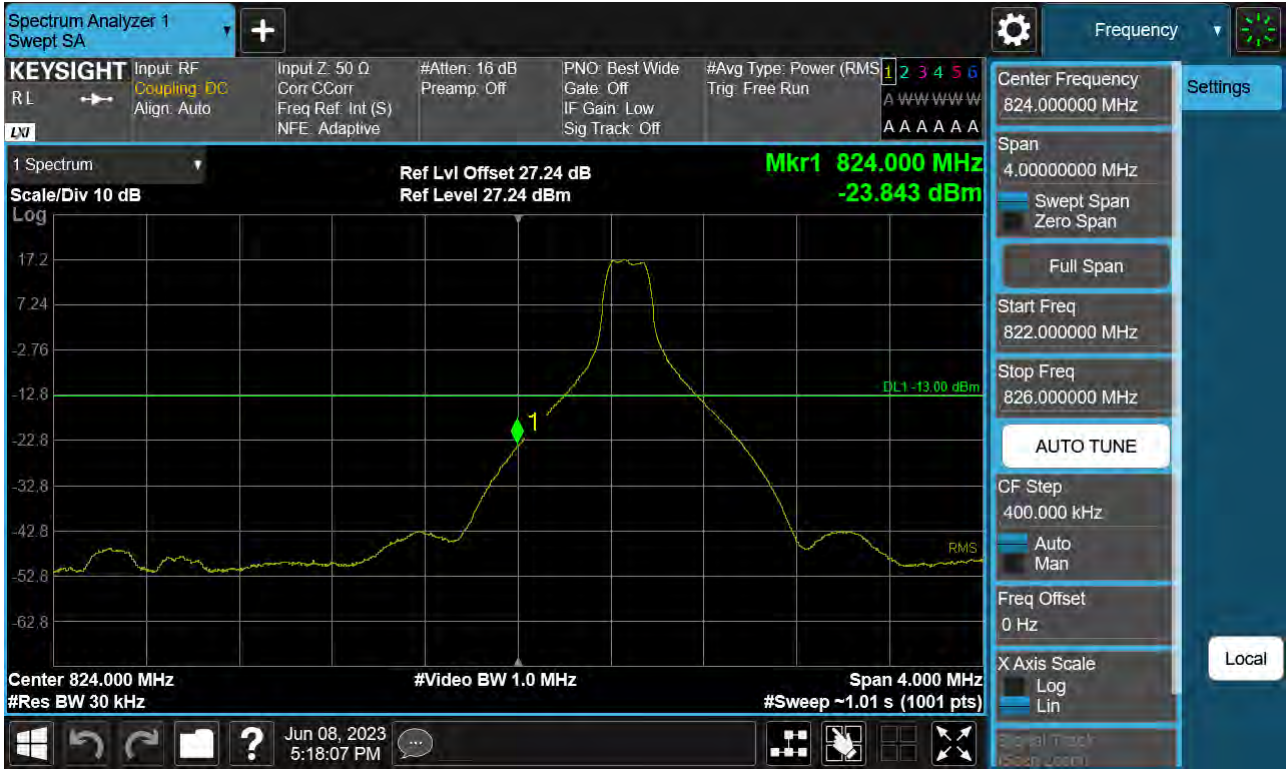 Spectrum Analyzer 1
Swept SA
+
Frequency
KEYSIGHT
R L
LXI
Input: RF
Coupling: DC
Align: Auto
Input Z: 50 Ω
Corr CCorr
Freq Ref: Int (S)
NFE: Adaptive
#Atten: 16 dB
Preamp: Off
PNO: Best Wide
Gate: Off
IF Gain: Low
Sig Track: Off
#Avg Type: Power (RMS
Trig: Free Run
1 2 3 4 5 6
A W W W W W
A A A A A A
1 Spectrum
Scale/Div 10 dB
Log
Ref Lvl Offset 27.24 dB
Ref Level 27.24 dBm
Mkr1 824.000 MHz
-23.843 dBm
17.2
7.24
-2.76
-12.8
-22.8
-32.8
-42.8
-52.8
-62.8
DL1 -13.00 dBm
1
RMS
Center 824.000 MHz
#Video BW 1.0 MHz
Span 4.000 MHz
#Res BW 30 kHz
#Sweep ~1.01 s (1001 pts)
Center Frequency
824.000000 MHz
Settings
Span
4.00000000 MHz
Swept Span
Zero Span
Full Span
Start Freq
822.000000 MHz
Stop Freq
826.000000 MHz
AUTO TUNE
CF Step
400.000 kHz
Auto
Man
Freq Offset
0 Hz
X Axis Scale
Log
Lin
Local
Signal Track
(Span Zoom)
?
Jun 08, 2023
5:18:07 PM